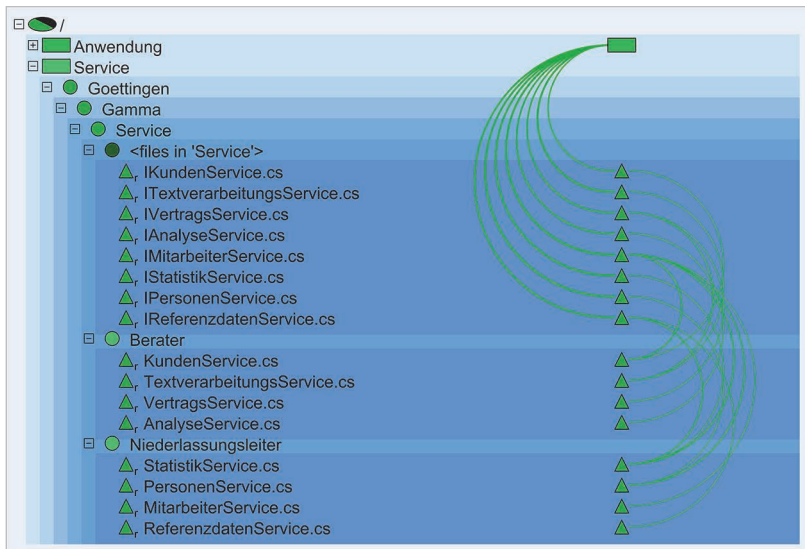 /
Anwendung
Service
Goettingen
Gamma
Service
<files in 'Service'>
r IKundenService.cs
r ITextverarbeitungsService.cs
r IVertragsService.cs
r IAnalyseService.cs
r IMitarbeiterService.cs
r IStatistikService.cs
r IPersonenService.cs
r IReferenzdatenService.cs
Berater
r KundenService.cs
r TextverarbeitungsService.cs
r VertragsService.cs
r AnalyseService.cs
Niederlassungsleiter
r StatistikService.cs
r PersonenService.cs
r MitarbeiterService.cs
r ReferenzdatenService.cs